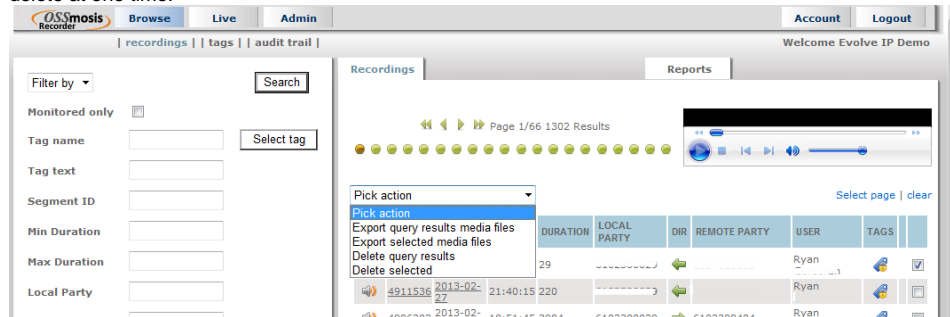 OSSmosis Recorder Browse Live Admin Account Logout
| recordings | | tags | | audit trail | Welcome Evolve IP Demo
Recordings Reports
Filter by Search
Monitored only
Page 1/66 1302 Results
Tag name Select tag
Tag text
Segment ID
Pick action Select page | clear
Pick action
Export query results media files
Export selected media files
Delete query results
Delete selected
Min Duration
Max Duration
Local Party
DURATION LOCAL PARTY DIR REMOTE PARTY USER TAGS
29 Ryan
4911536 2013-02-27 21:40:15 220 Ryan
2013-02- Ryan